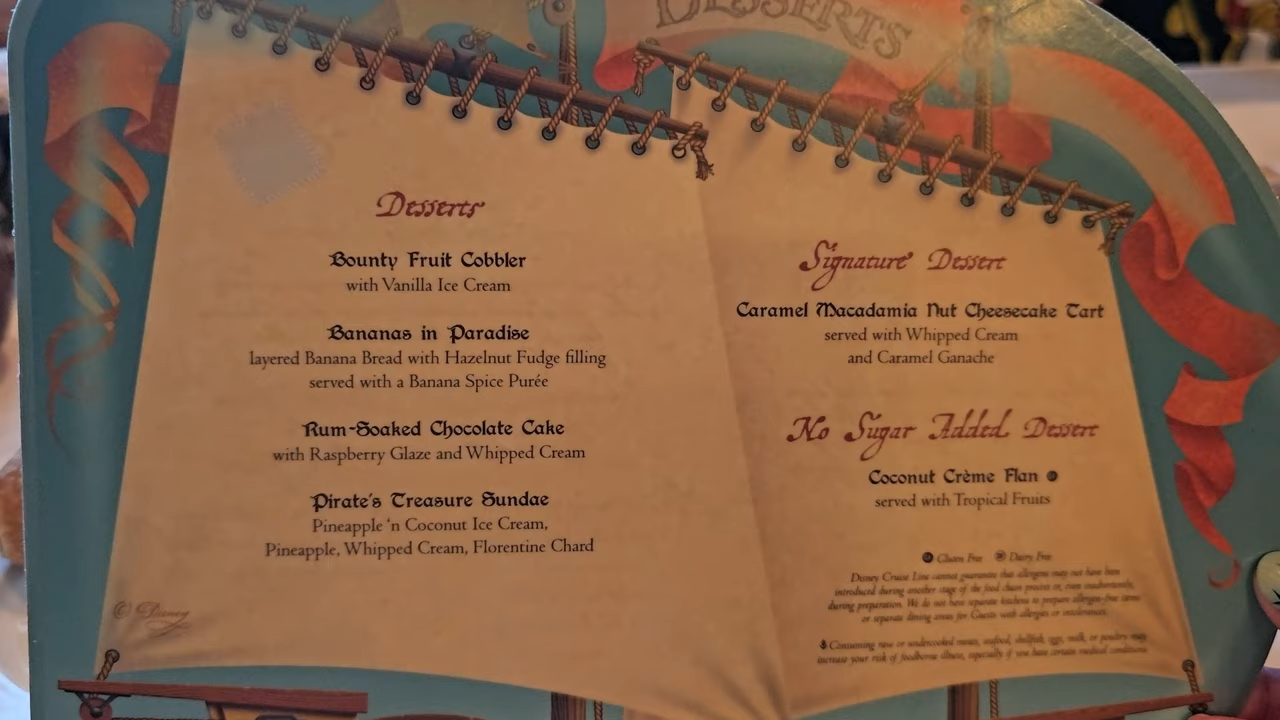 DESSERTS
Desserts
Bounty Fruit Cobbler
with Vanilla Ice Cream
Bananas in Paradise
layered Banana Bread with Hazelnut Fudge filling
served with a Banana Spice Purée
Rum-Soaked Chocolate Cake
with Raspberry Glaze and Whipped Cream
Pirate's Treasure Sundae
Pineapple 'n Coconut Ice Cream,
Pineapple, Whipped Cream, Florentine Chard
© Disney
Signature Dessert
Caramel Macadamia Nut Cheesecake Tart
served with Whipped Cream
and Caramel Ganache
No Sugar Added Dessert
Coconut Crème Flan
served with Tropical Fruits
Gluten Free Dairy Free
Disney Cruise Line cannot guarantee that allergens may not have been
introduced during another stage of the food chain process or, even inadvertently,
during preparation. We do not have separate kitchens to prepare allergen-free items
or separate dining areas for Guests with allergies or intolerances.
Consuming raw or undercooked meats, seafood, shellfish, eggs, milk, or poultry may
increase your risk of foodborne illness, especially if you have certain medical conditions.